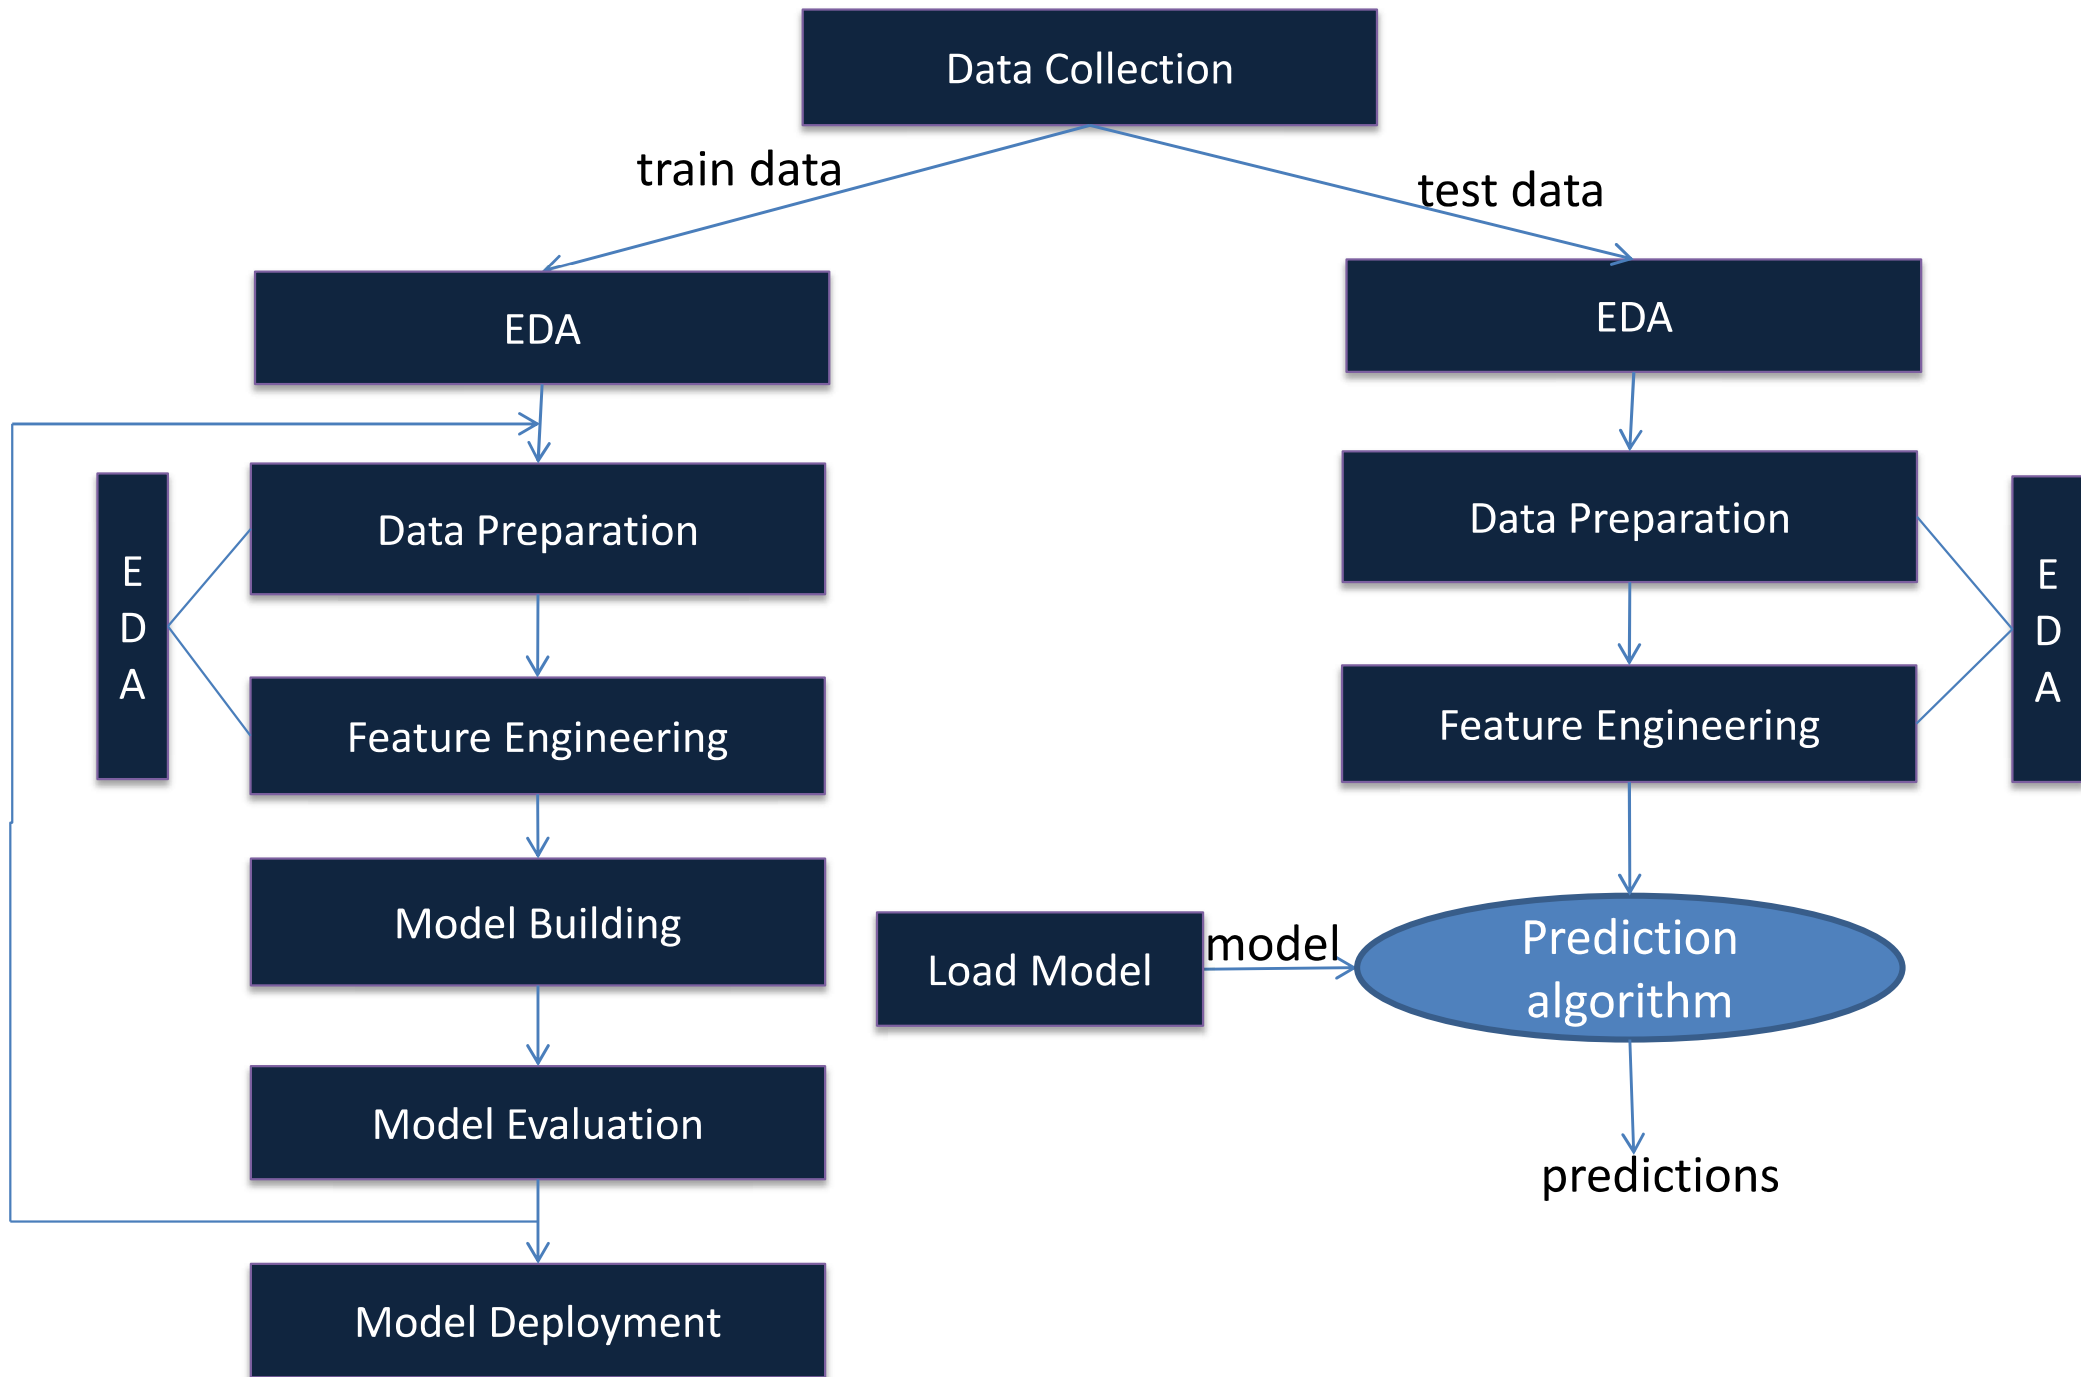 Data Collection
train data
test data
EDA
EDA
Data Preparation
Data Preparation
E
D
A
E
D
A
Feature Engineering
Feature Engineering
Model Building
Load Model
model
Prediction
algorithm
Model Evaluation
predictions
Model Deployment